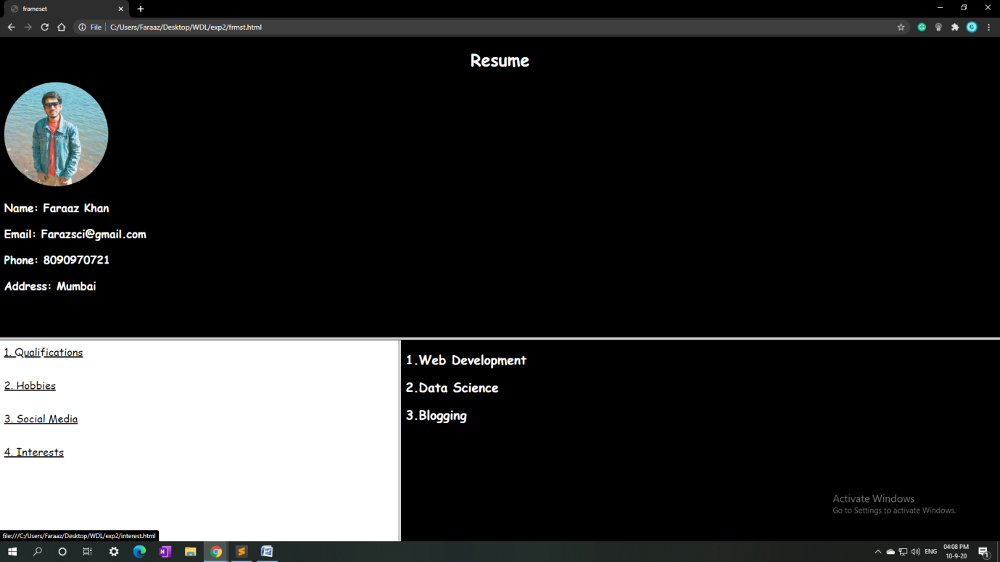 frameset
File
C:/Users/Faraaz/Desktop/WDL/exp2/frmst.html
Resume
Name: Faraaz Khan
Email: Farazsci@gmail.com
Phone: 8090970721
Address: Mumbai
1. Qualifications
2. Hobbies
3. Social Media
4. Interests
1.Web Development
2.Data Science
3.Blogging
Activate Windows
Go to Settings to activate Windows.
file:///C:/Users/Faraaz/Desktop/WDL/exp2/interest.html
ENG
04:08 PM
10-9-20
1